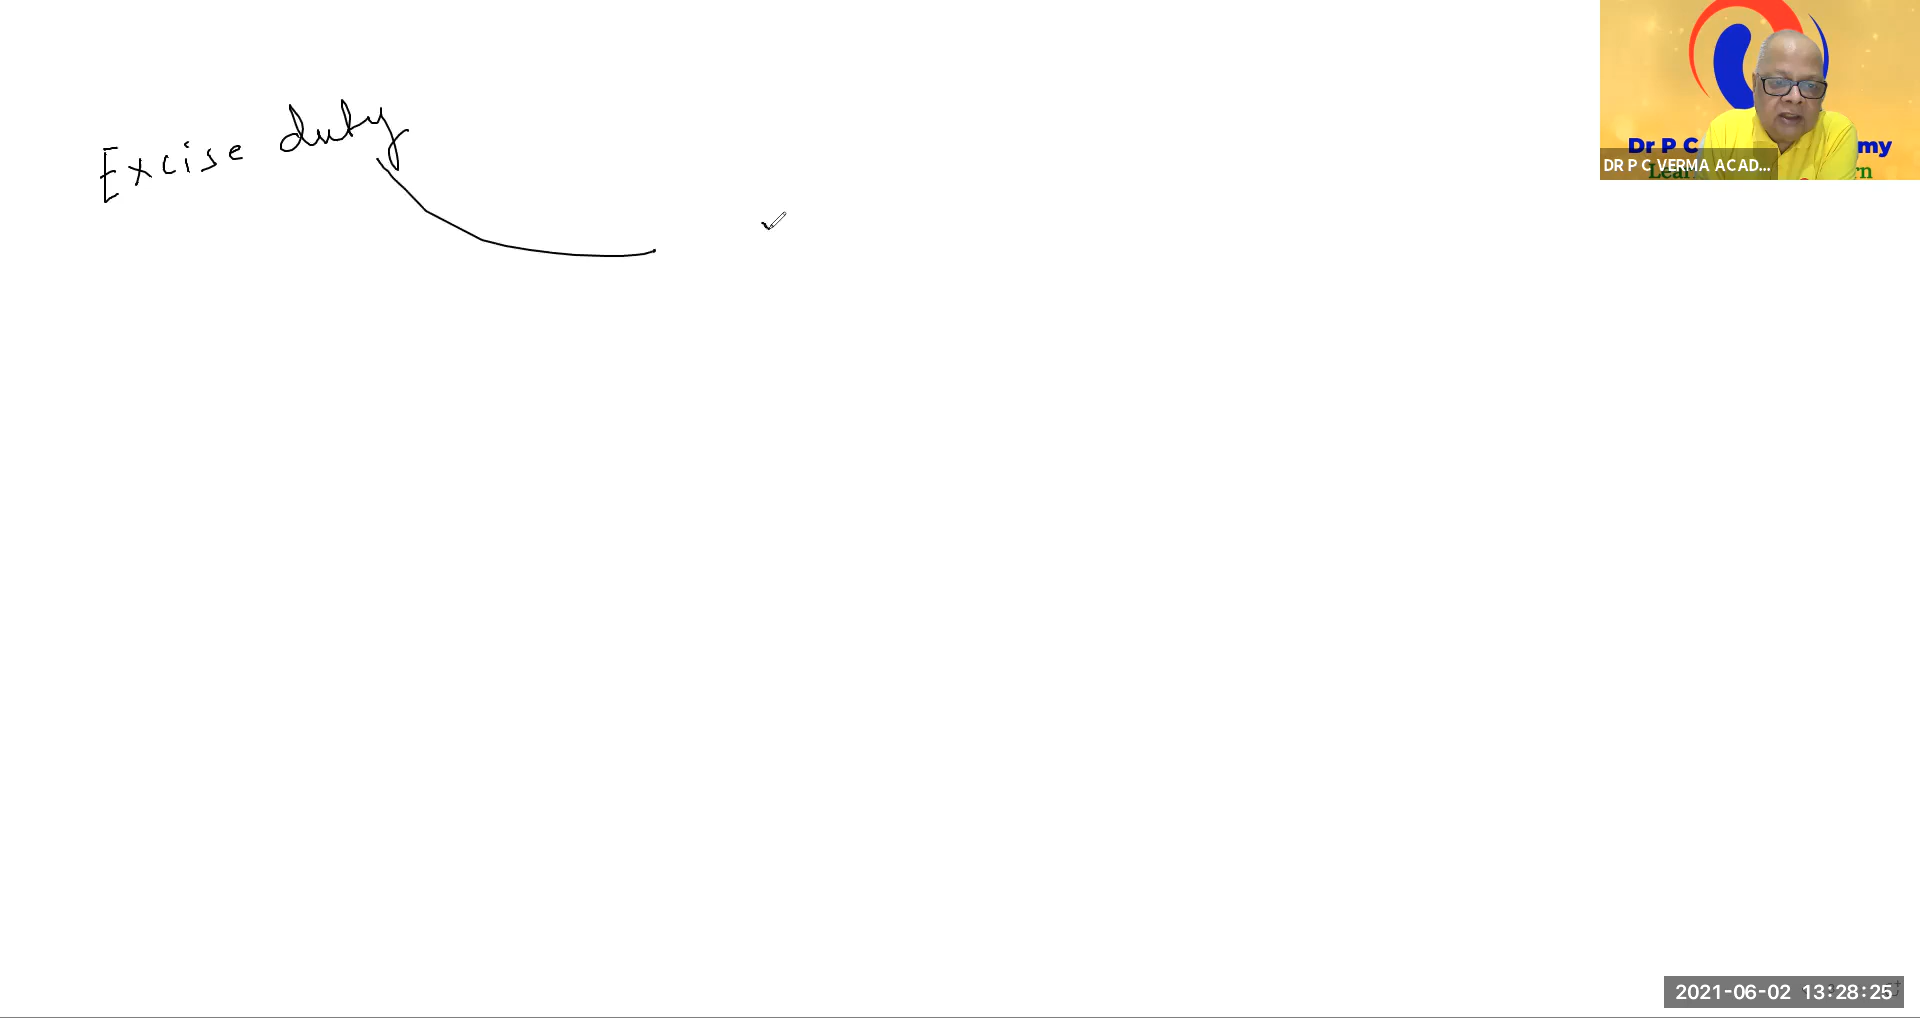 Excise duty
Dr P C my
DR P C VERMA ACAD...
2021-06-02 13:28:25